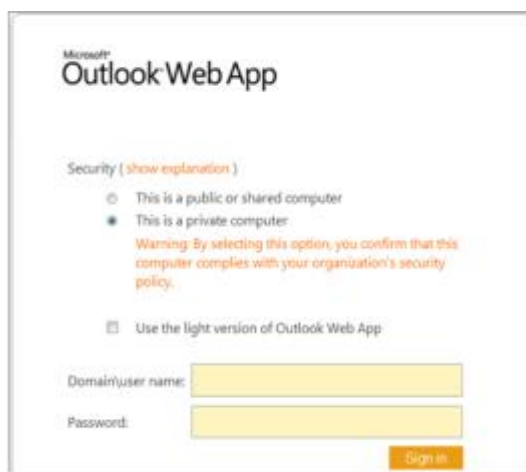 Microsoft®
Outlook Web App
Security ( show explanation )
This is a public or shared computer
This is a private computer
Warning: By selecting this option, you confirm that this
computer complies with your organization's security
policy.
Use the light version of Outlook Web App
Domain\user name:
Password:
Sign in